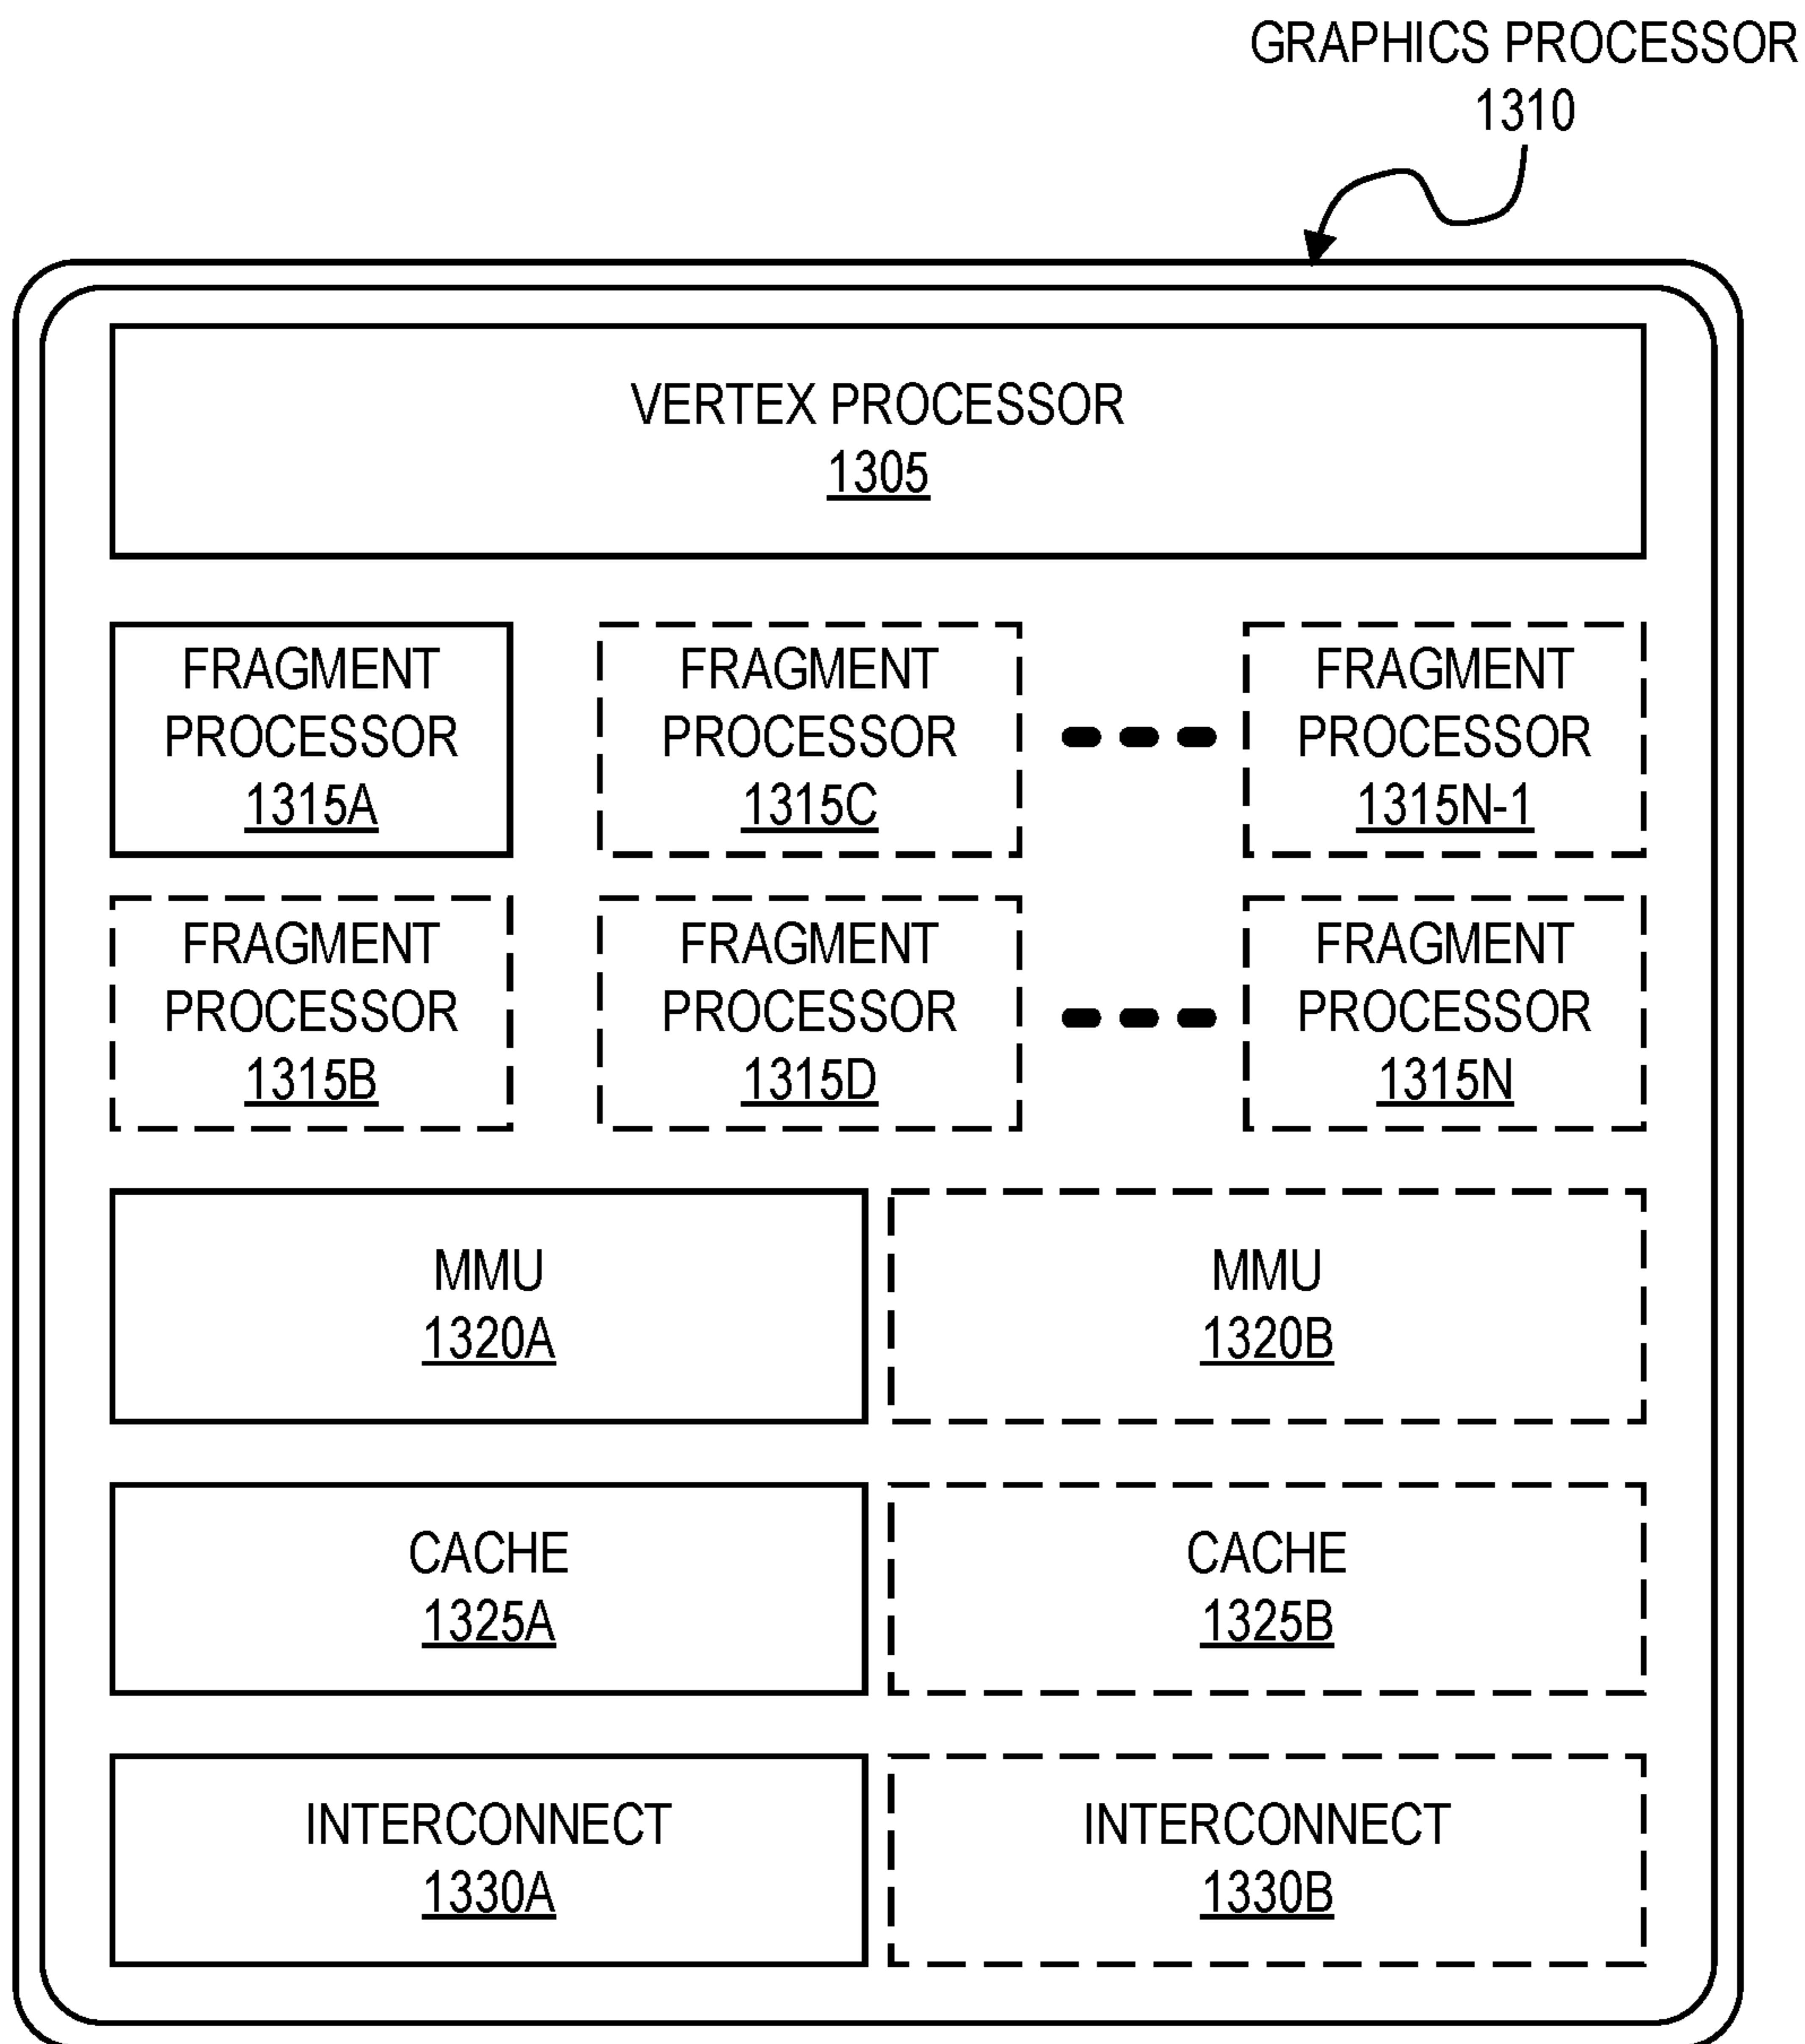 GRAPHICS PROCESSOR
1310
VERTEX PROCESSOR
1305
FRAGMENT
PROCESSOR
1315A
FRAGMENT
PROCESSOR
1315C
FRAGMENT
PROCESSOR
1315N-1
FRAGMENT
PROCESSOR
1315B
FRAGMENT
PROCESSOR
1315D
FRAGMENT
PROCESSOR
1315N
MMU
1320A
MMU
1320B
CACHE
1325A
CACHE
1325B
INTERCONNECT
1330A
INTERCONNECT
1330B